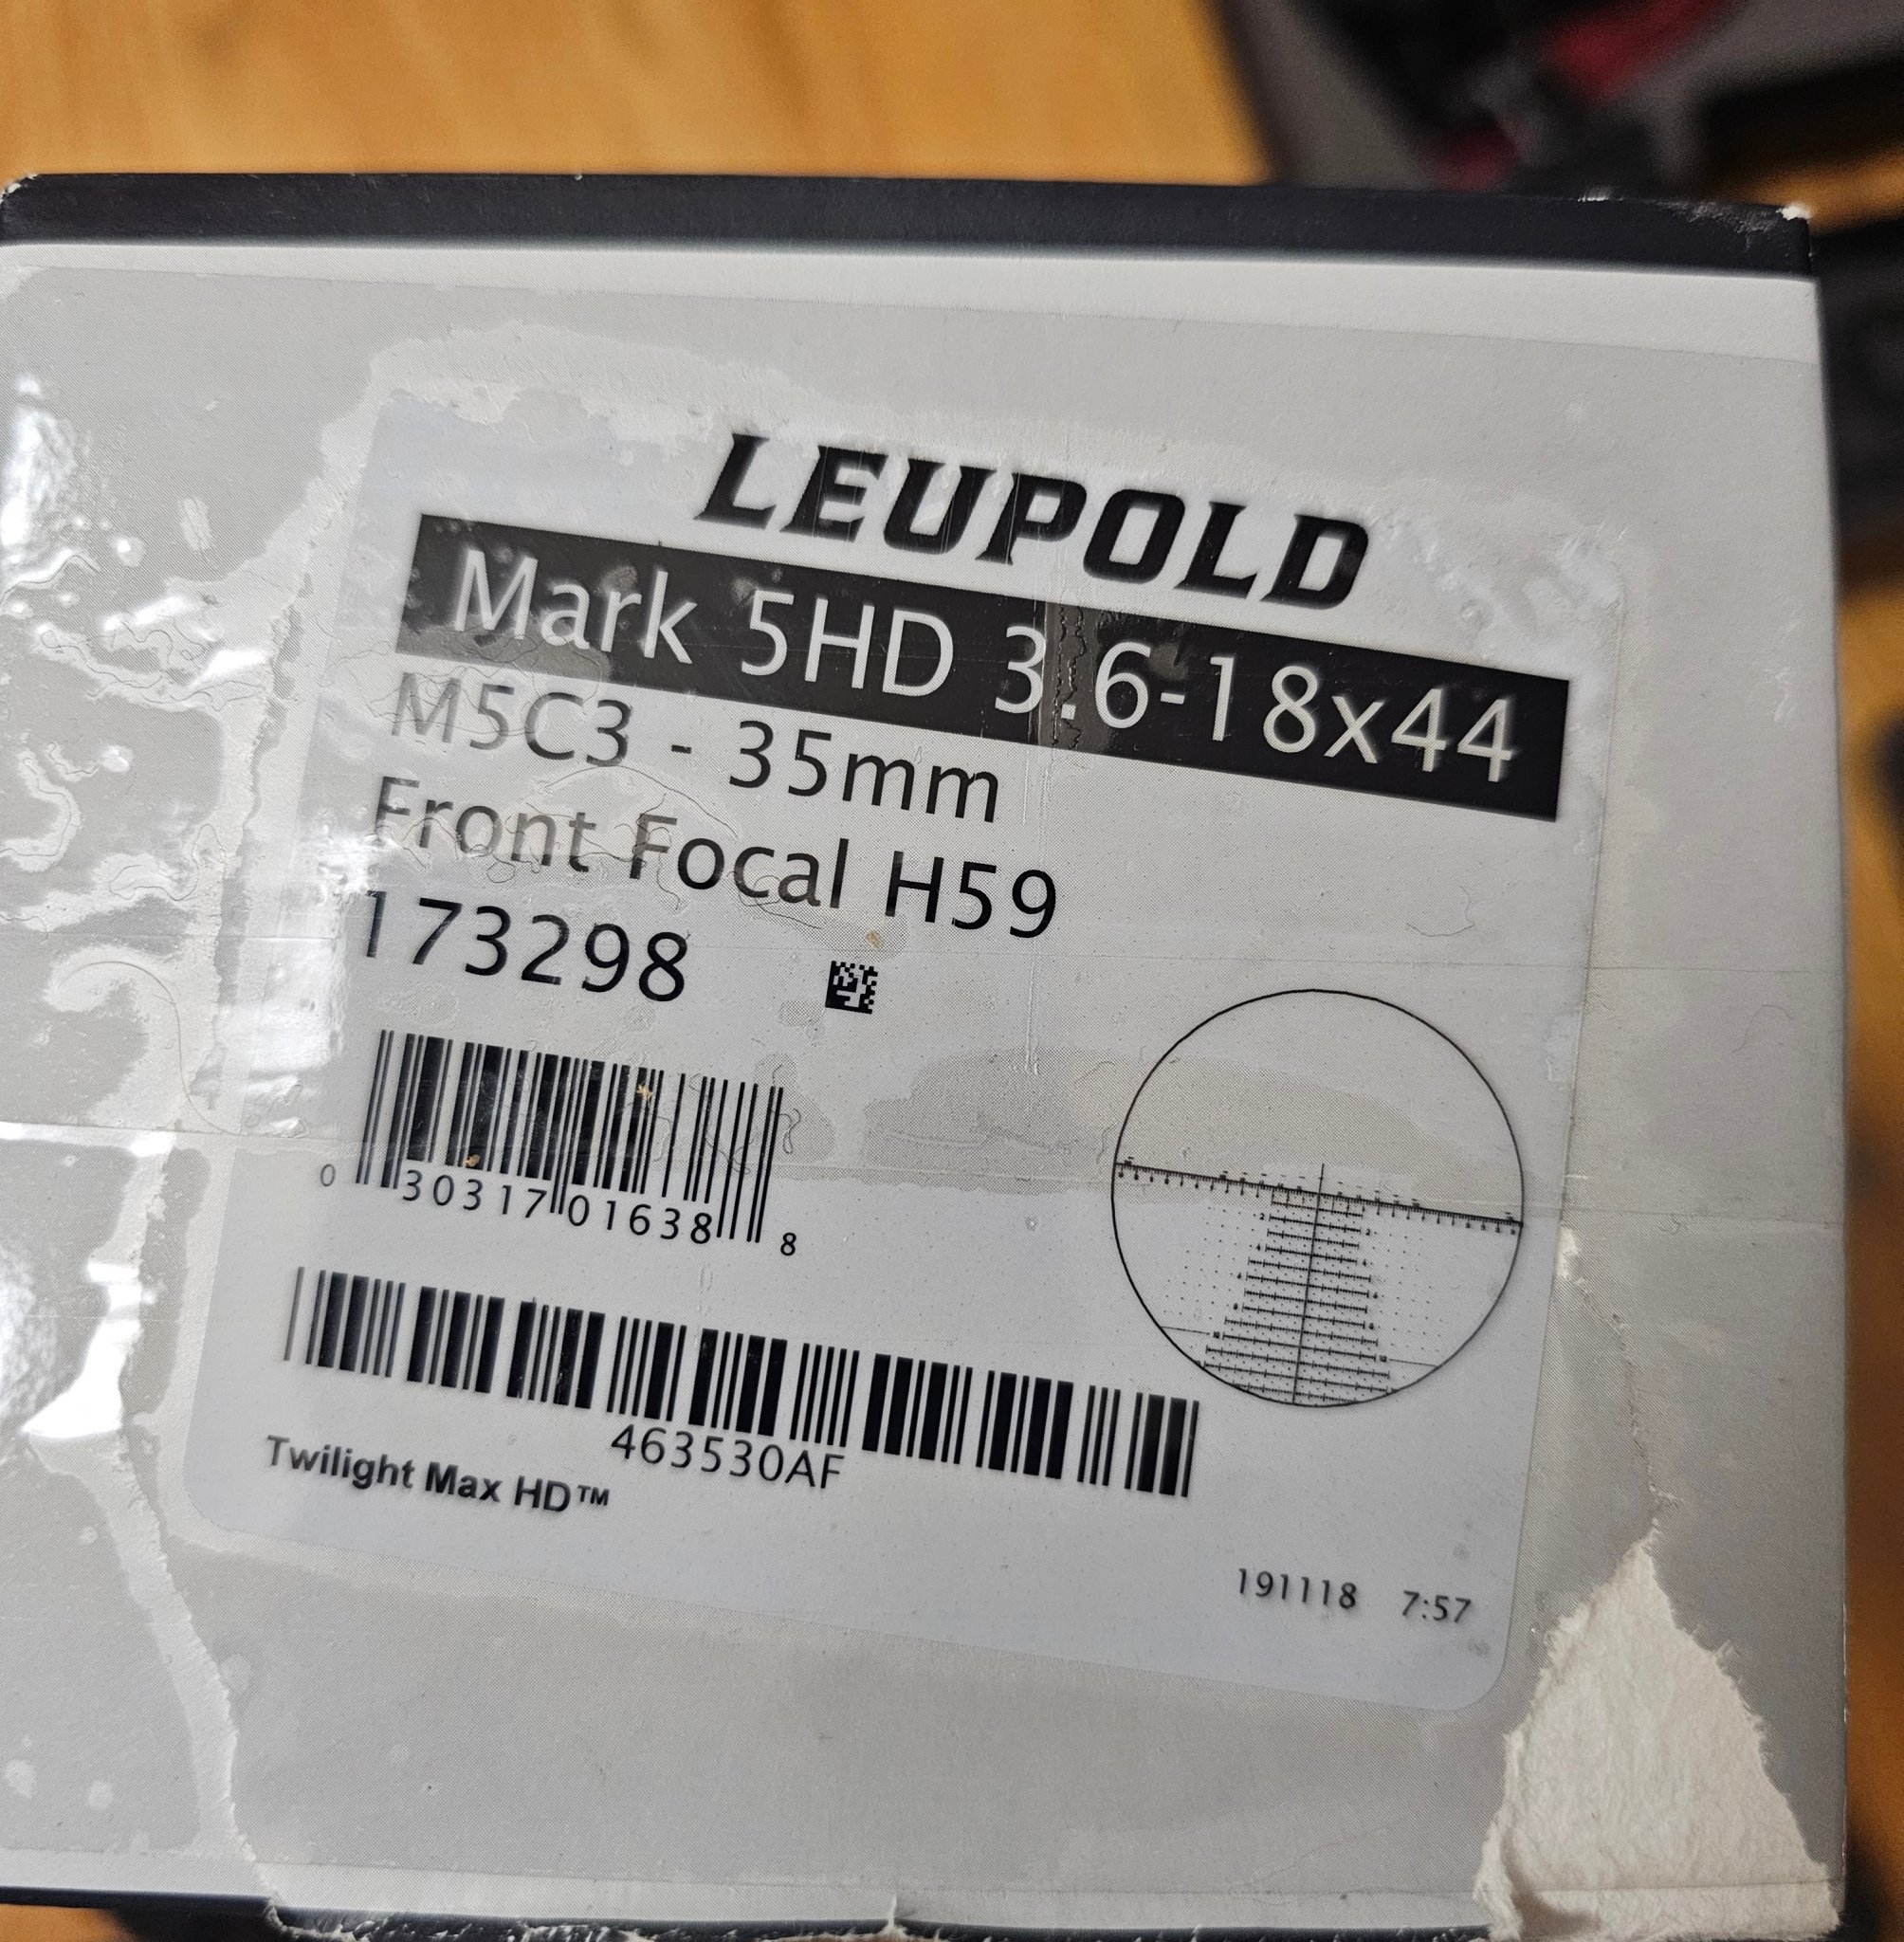 LEUPOLD
Mark 5HD 3.6-18x44
M5C3 - 35mm
Front Focal H59
173298
0 30317 01638 8
463530AF
Twilight Max HD™
191118 7:57